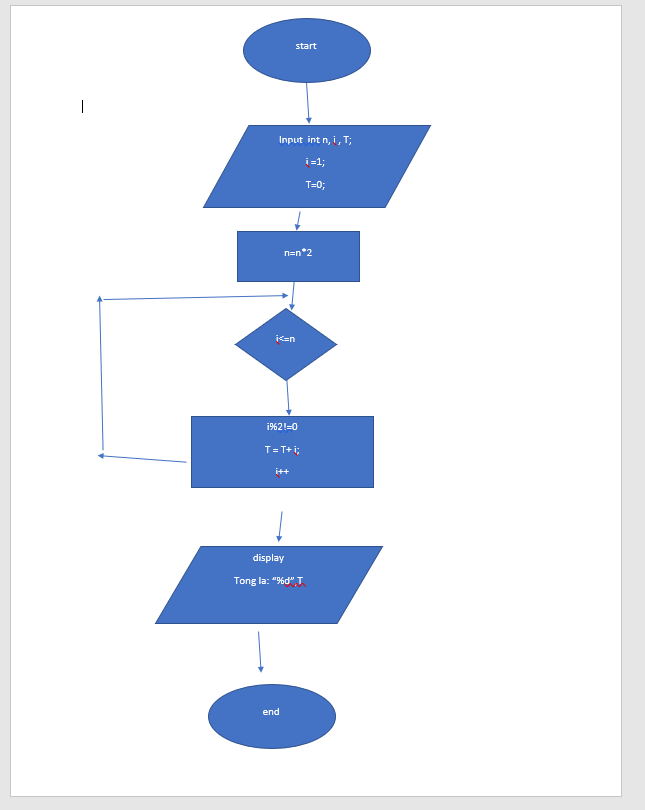 start
Input int n, i , T;
i =1;
T=0;
n=n*2
i<=n
i%2!=0
T = T+ i;
i++
display
Tong la: “%d”,T
end